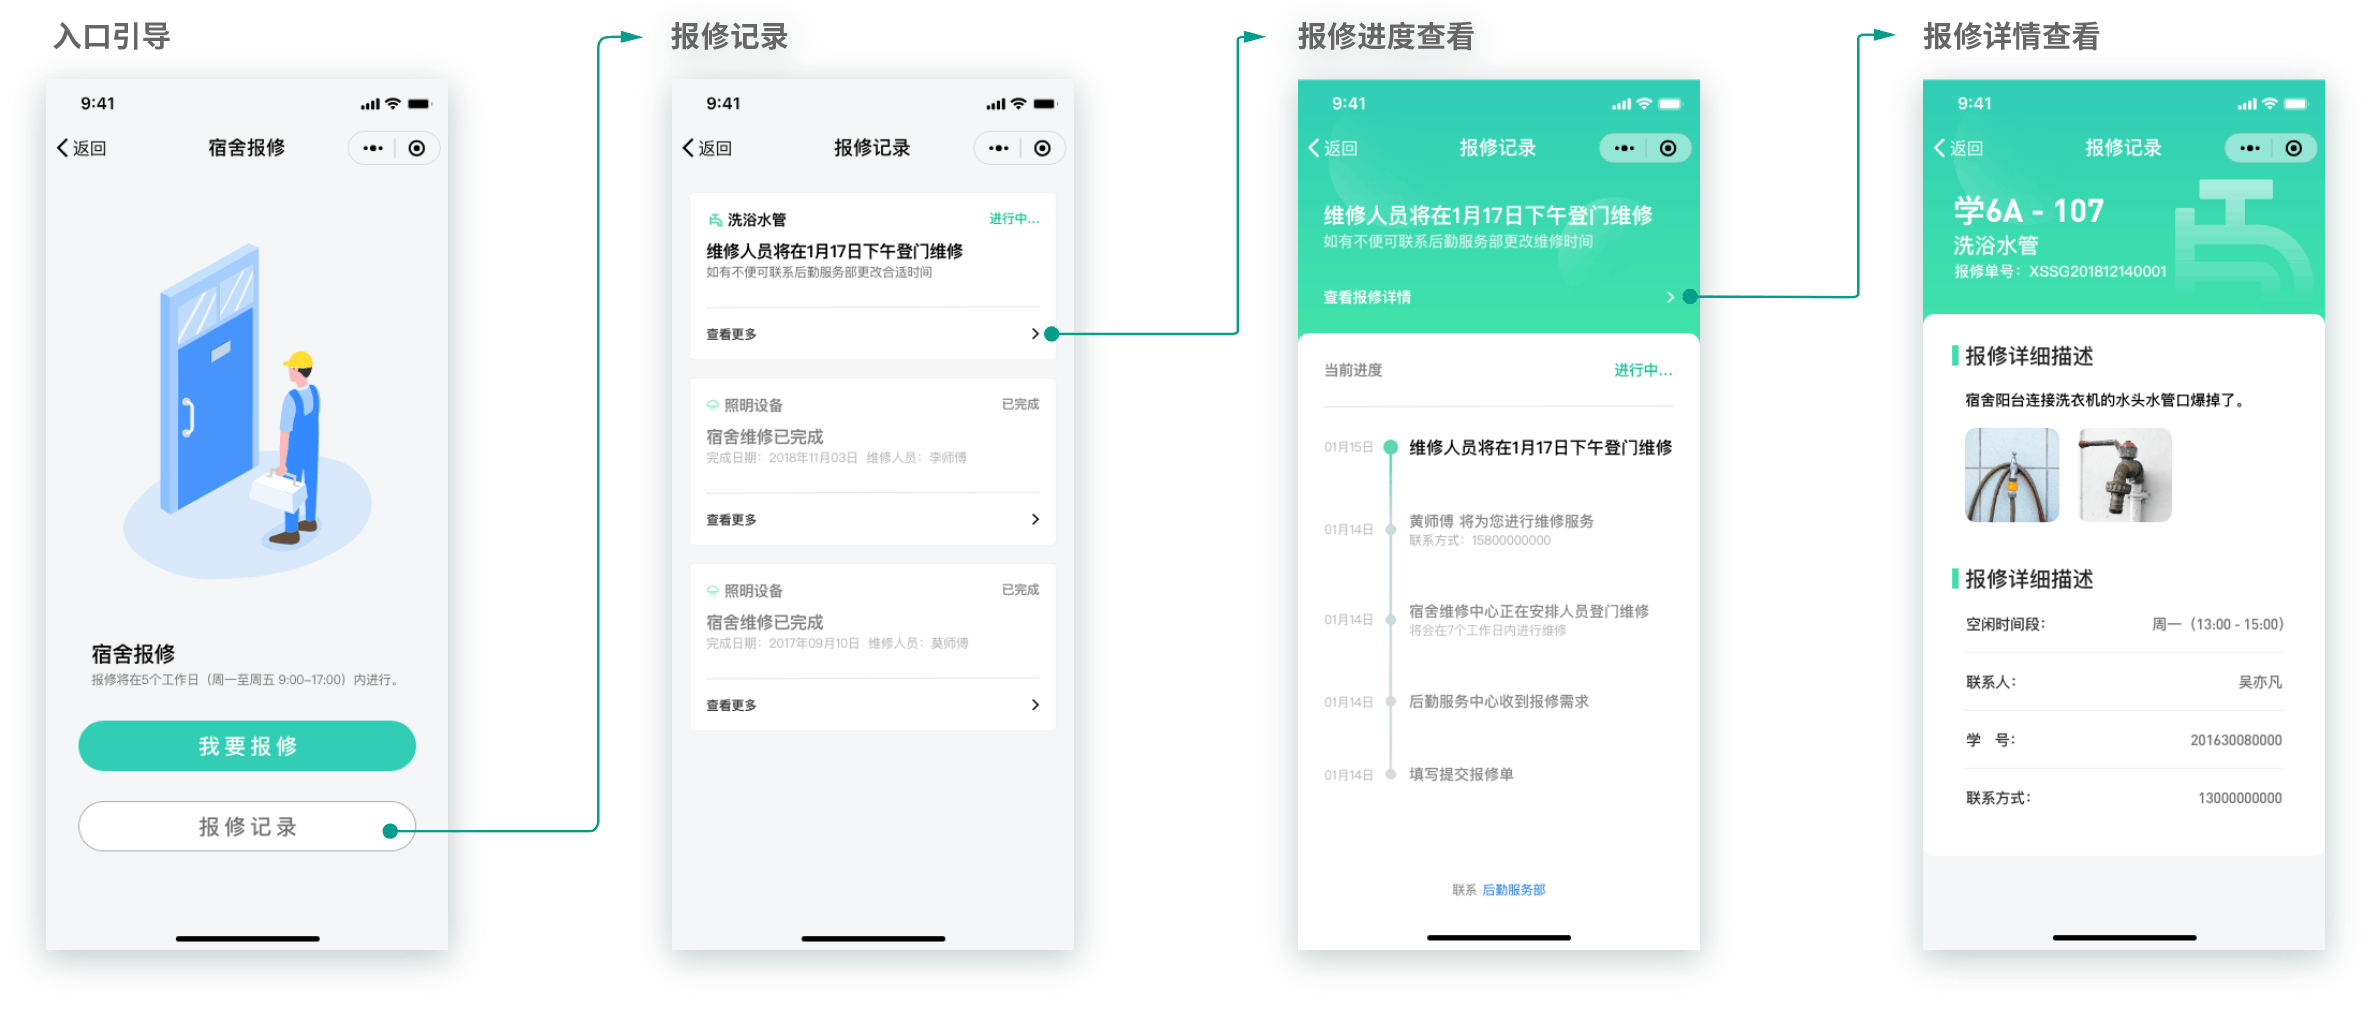 入口引导
9:41
返回
宿舍报修
宿舍报修
报修将在5个工作日（周一至周五 9:00-17:00）内进行。
我要报修
报修记录
报修记录
9:41
返回
报修记录
洗浴水管
进行中...
维修人员将在1月17日下午登门维修
如有不便可联系后勤服务部更改合适时间
查看更多
照明设备
已完成
宿舍维修已完成
完成日期：2018年11月03日 维修人员：李师傅
查看更多
照明设备
已完成
宿舍维修已完成
完成日期：2017年09月10日 维修人员：莫师傅
查看更多
报修进度查看
9:41
返回
报修记录
维修人员将在1月17日下午登门维修
如有不便可联系后勤服务部更改维修时间
查看报修详情
当前进度
进行中...
01月15日
维修人员将在1月17日下午登门维修
01月14日
黄师傅 将为您进行维修服务
联系方式：15800000000
01月14日
宿舍维修中心正在安排人员登门维修
将会在7个工作日内进行维修
01月14日
后勤服务中心收到报修需求
01月14日
填写提交报修单
联系 后勤服务部
报修详情查看
9:41
返回
报修记录
学6A - 107
洗浴水管
报修单号：XSSG201812140001
报修详细描述
宿舍阳台连接洗衣机的水头水管口爆掉了。
报修详细描述
空闲时间段：
周一（13:00 - 15:00)
联系人：
吴亦凡
学 号：
201630080000
联系方式：
13000000000